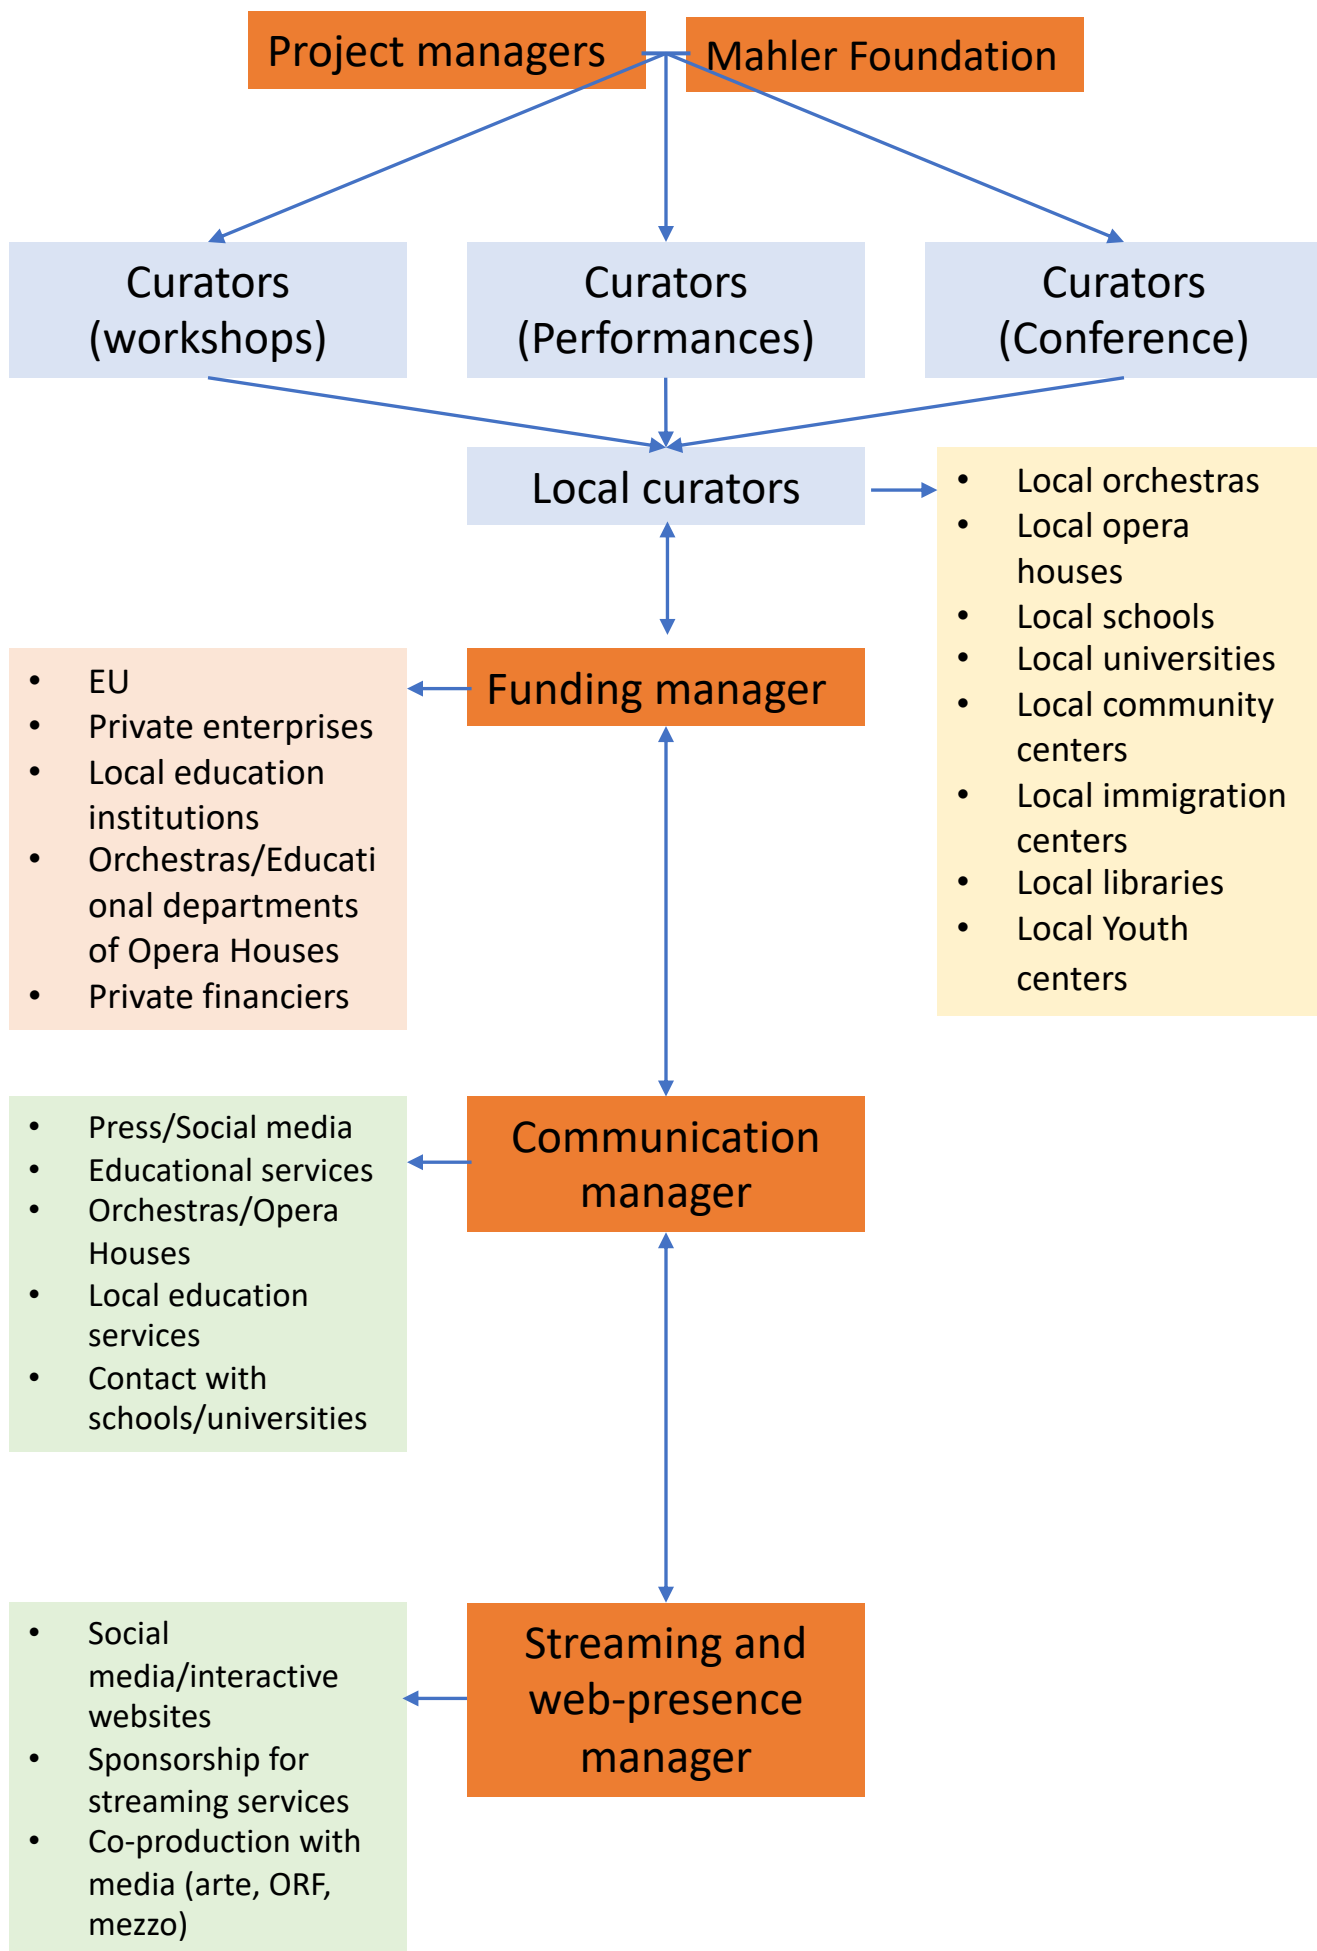 Project managers
Mahler Foundation
Curators
(workshops)
Curators
(Performances)
Curators
(Conference)
Local curators
• Local orchestras
• Local opera
houses
• Local schools
• Local universities
• Local community
centers
• Local immigration
centers
• Local libraries
• Local Youth
centers
Funding manager
• EU
• Private enterprises
• Local education
institutions
• Orchestras/Educati
onal departments
of Opera Houses
• Private financiers
Communication
manager
• Press/Social media
• Educational services
• Orchestras/Opera
Houses
• Local education
services
• Contact with
schools/universities
Streaming and
web-presence
manager
• Social
media/interactive
websites
• Sponsorship for
streaming services
• Co-production with
media (arte, ORF,
mezzo)